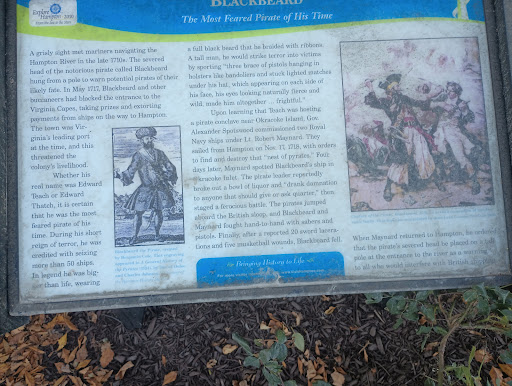 Explore
Hampton 2010
BLACKBEARD
The Most Feared Pirate of His Time
A grisly sight met mariners navigating the
Hampton River in the late 1710s. The severed
head of the notorious pirate called Blackbeard
hung from a pole to warn potential pirates of their
likely fate. In May 1717, Blackbeard and other
buccaneers had blocked the entrance to the
Virginia Capes, taking prizes and extorting
payments from ships on the way to Hampton.
The town was Vir-
ginia's leading port
at the time, and this
threatened the
colony's livelihood.
Whether his
real name was Edward
Teach or Edward
Thatch, it is certain
that he was the most
feared pirate of his
time. During his short
reign of terror, he was
credited with seizing
more than 50 ships.
In legend he was big-
ger than life, wearing
a full black beard that he braided with ribbons.
A tall man, he would strike terror into victims
by sporting "three brace of pistols hanging in
holsters like bandoliers and stuck lighted matches
under his hat, which appearing on each side of
his face, his eyes looking naturally fierce and
wild, made him altogether ... frightful."
Upon learning that Teach was hosting
a pirate conclave near Ocracoke Island, Gov.
Alexander Spotswood commissioned two Royal
Navy ships under Lt. Robert Maynard. They
sailed from Hampton on Nov. 17, 1718, with orders
to find and destroy that "nest of pyrates." Four
days later, Maynard spotted Blackbeard's ship in
Ocracoke Inlet. The pirate leader reportedly
broke out a bowl of liquor and "drank damnation
to anyone that should give or ask quarter," then
staged a ferocious battle. The pirates jumped
aboard the British sloop, and Blackbeard and
Maynard fought hand-to-hand with sabers and
pistols. Finally, after a reported 20 sword lacera-
tions and five musketball wounds, Blackbeard fell.
When Maynard returned to Hampton, he
that the pirate's severed head be placed on a
pole at the entrance to the river as a warning
to all who would interfere with British
Bringing History to Life